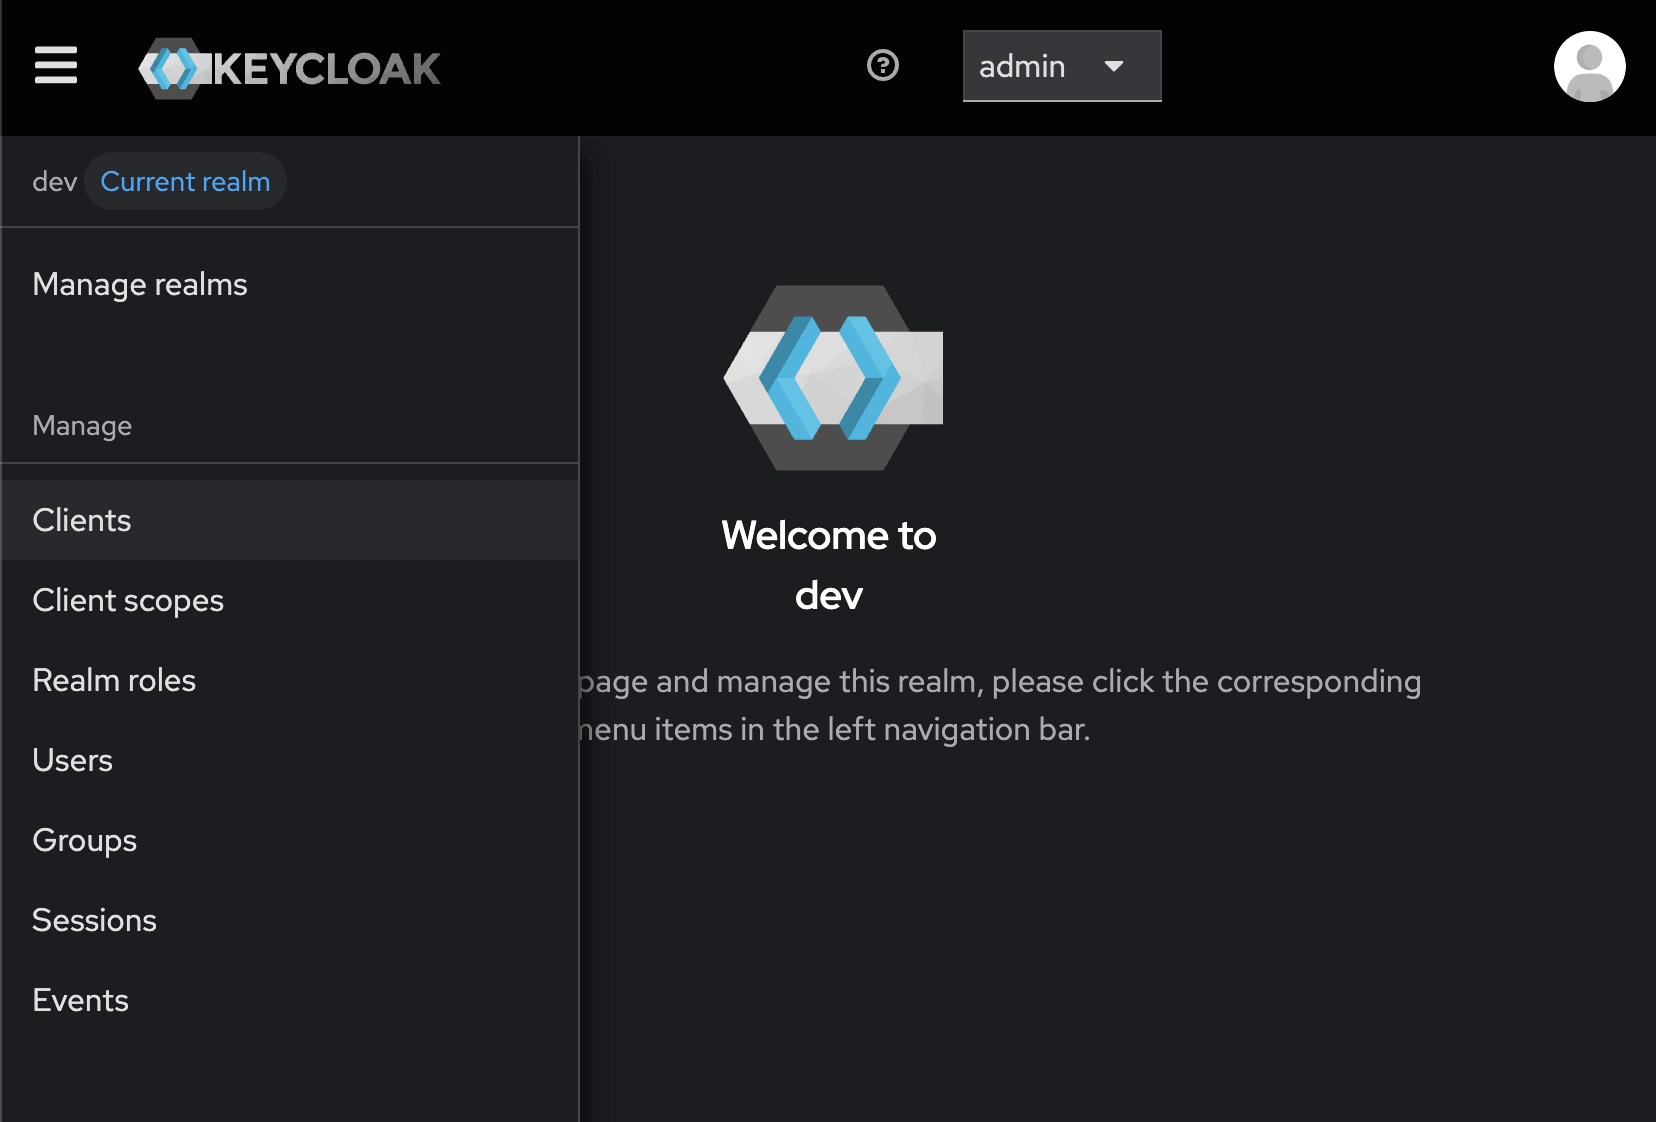 KEYCLOAK
admin
dev Current realm
Manage realms
Manage
Clients
Client scopes
Realm roles
Users
Groups
Sessions
Events
Welcome to
dev
page and manage this realm, please click the corresponding
items in the left navigation bar.